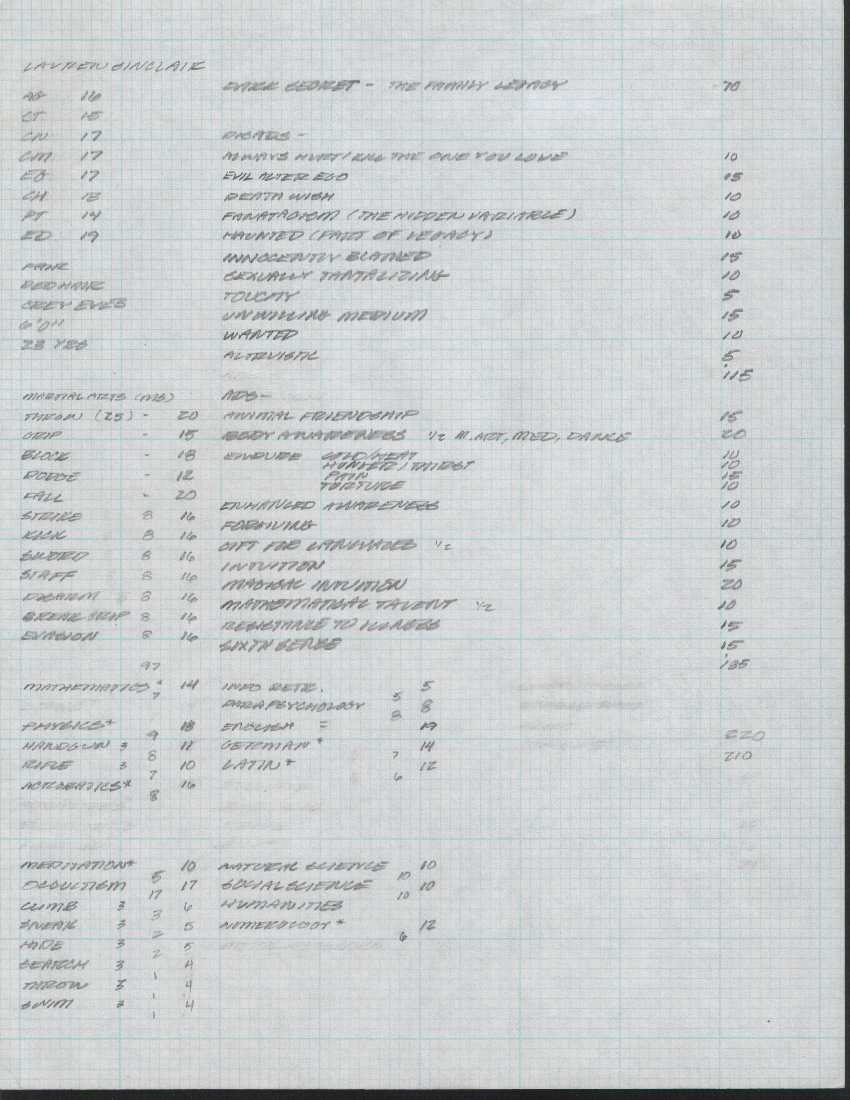 LAUREN SINCLAIR
DARK SECRET - THE FAMILY LEGACY 70
AG 16
CT 15
CN 17 DISADS -
CM 17 ALWAYS HURT/KILL THE ONE YOU LOVE 10
EG 17 EVIL ALTER EGO 15
CH 18 DEATH WISH 10
PT 14 FANATACISM (THE HIDDEN VARIABLE) 10
ED 19 HAUNTED (PART OF LEGACY) 10
INNOCENTLY BLAMED 15
SEXUALLY TANTALIZING 10
RED HAIR TOUCHY 5
GREY EYES UNWILLING MEDIUM 15
6'0" WANTED 10
23 YRS ALTRUISTIC 5
115
MARTIAL ARTS (MS) ADS-
THROW (25) - 20 ANIMAL FRIENDSHIP 15
GRIP - 15 BODY AWARENESS 1/2 M. ART, MED, DANCE 20
BLOCK - 18 ENDURE COLD/HEAT 10
HUNGER/THIRST 10
DODGE - 12 PAIN 15
TORTURE 10
FALL - 20
ENHANCED AWARENESS 10
STRIKE 8 16 FORGIVING 10
KICK 8 16 GIFT FOR LANGUAGES 1/2 10
SWORD 8 16 INTUITION 15
STAFF 8 16 MAGICAL INTUITION 20
DISARM 8 16 MATHEMATICAL TALENT 1/2 10
BREAK GRIP 8 16 RESISTANCE TO ILLNESS 15
EVASION 8 16 SIXTH SENSE 15
97 185
MATHEMATICS* 7 14 INFO RETR. 5 5
PARAPSYCHOLOGY 8 8
PHYSICS* 9 18 ENGLISH = 19 220
HANDGUN 3 8 11 GERMAN* 7 14 210
RIFLE 3 7 10 LATIN* 6 12
ACROBATICS* 8 16
MEDITATION* 5 10 NATURAL SCIENCE 10 10
OCCULTISM 17 17 SOCIAL SCIENCE 10 10
CLIMB 3 3 6 HUMANITIES
SNEAK 3 2 5 NUMEROLOGY* 6 12
HIDE 3 2 5
SEARCH 3 1 4
THROW 3 1 4
SWIM 3 1 4